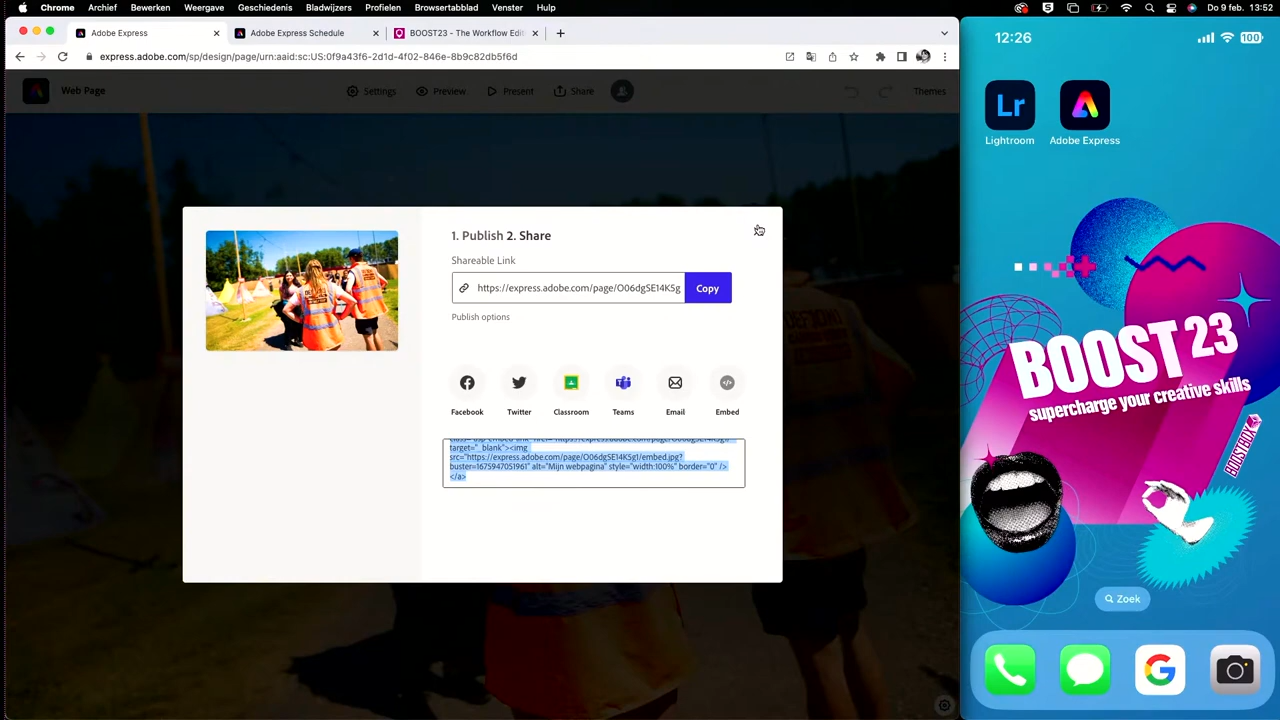 Chrome Archief Bewerken Weergave Geschiedenis Bladwijzers Profielen Browsertabblad Venster Help
Do 9 feb. 13:52
Adobe Express
Adobe Express Schedule
BOOST23 - The Workflow Edit
express.adobe.com/sp/design/page/urn:aaid:sc:US:0f9a43f6-2d1d-4f02-846e-8b9c82db5f6d
Web Page
Settings Preview Present Share
Themes
1. Publish 2. Share
Shareable Link
https://express.adobe.com/page/O06dgSE14KSg
Copy
Publish options
Facebook Twitter Classroom Teams Email Embed
target="_blank"><img
src="https://express.adobe.com/page/O06dgSE14KSg1/embed.jpg?
buster=1675947051961" alt="Mijn webpagina" style="width:100%" border="0" />
</a>
12:26
100
Lr
Lightroom Adobe Express
BOOST 23
supercharge your creative skills
BOOSTBOX
Zoek